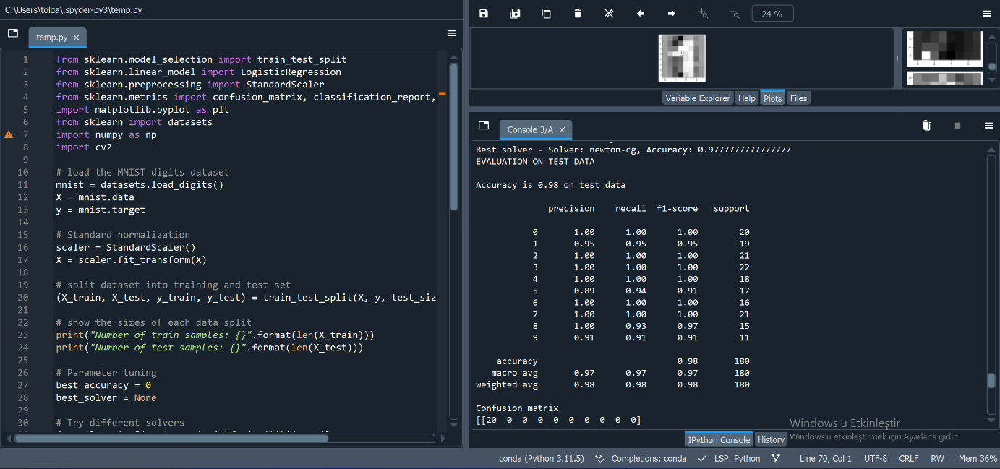 C:\Users\tolga\.spyder-py3\temp.py
temp.py
1 from sklearn.model_selection import train_test_split
2 from sklearn.linear_model import LogisticRegression
3 from sklearn.preprocessing import StandardScaler
4 from sklearn.metrics import confusion_matrix, classification_report,
5 import matplotlib.pyplot as plt
6 from sklearn import datasets
7 import numpy as np
8 import cv2
9
10 # load the MNIST digits dataset
11 mnist = datasets.load_digits()
12 X = mnist.data
13 y = mnist.target
14
15 # Standard normalization
16 scaler = StandardScaler()
17 X = scaler.fit_transform(X)
18
19 # split dataset into training and test set
20 (X_train, X_test, y_train, y_test) = train_test_split(X, y, test_siz
21
22 # show the sizes of each data split
23 print("Number of train samples: {}".format(len(X_train)))
24 print("Number of test samples: {}".format(len(X_test)))
25
26 # Parameter tuning
27 best_accuracy = 0
28 best_solver = None
29
30 # Try different solvers
24 %
Variable Explorer Help Plots Files
Console 3/A
Best solver - Solver: newton-cg, Accuracy: 0.9777777777777777
EVALUATION ON TEST DATA
Accuracy is 0.98 on test data
precision recall f1-score support
0 1.00 1.00 1.00 20
1 0.95 0.95 0.95 19
2 1.00 1.00 1.00 21
3 1.00 1.00 1.00 22
4 1.00 1.00 1.00 18
5 0.89 0.94 0.91 17
6 1.00 1.00 1.00 16
7 1.00 1.00 1.00 21
8 1.00 0.93 0.97 15
9 0.91 0.91 0.91 11
accuracy 0.98 180
macro avg 0.97 0.97 0.97 180
weighted avg 0.98 0.98 0.98 180
Confusion matrix
[[20 0 0 0 0 0 0 0 0 0]
Windows'u Etkinleştir
Windows'u etkinleştirmek için Ayarlar'a gidin.
IPython Console History
conda (Python 3.11.5) Completions: conda LSP: Python Line 70, Col 1 UTF-8 CRLF RW Mem 36%